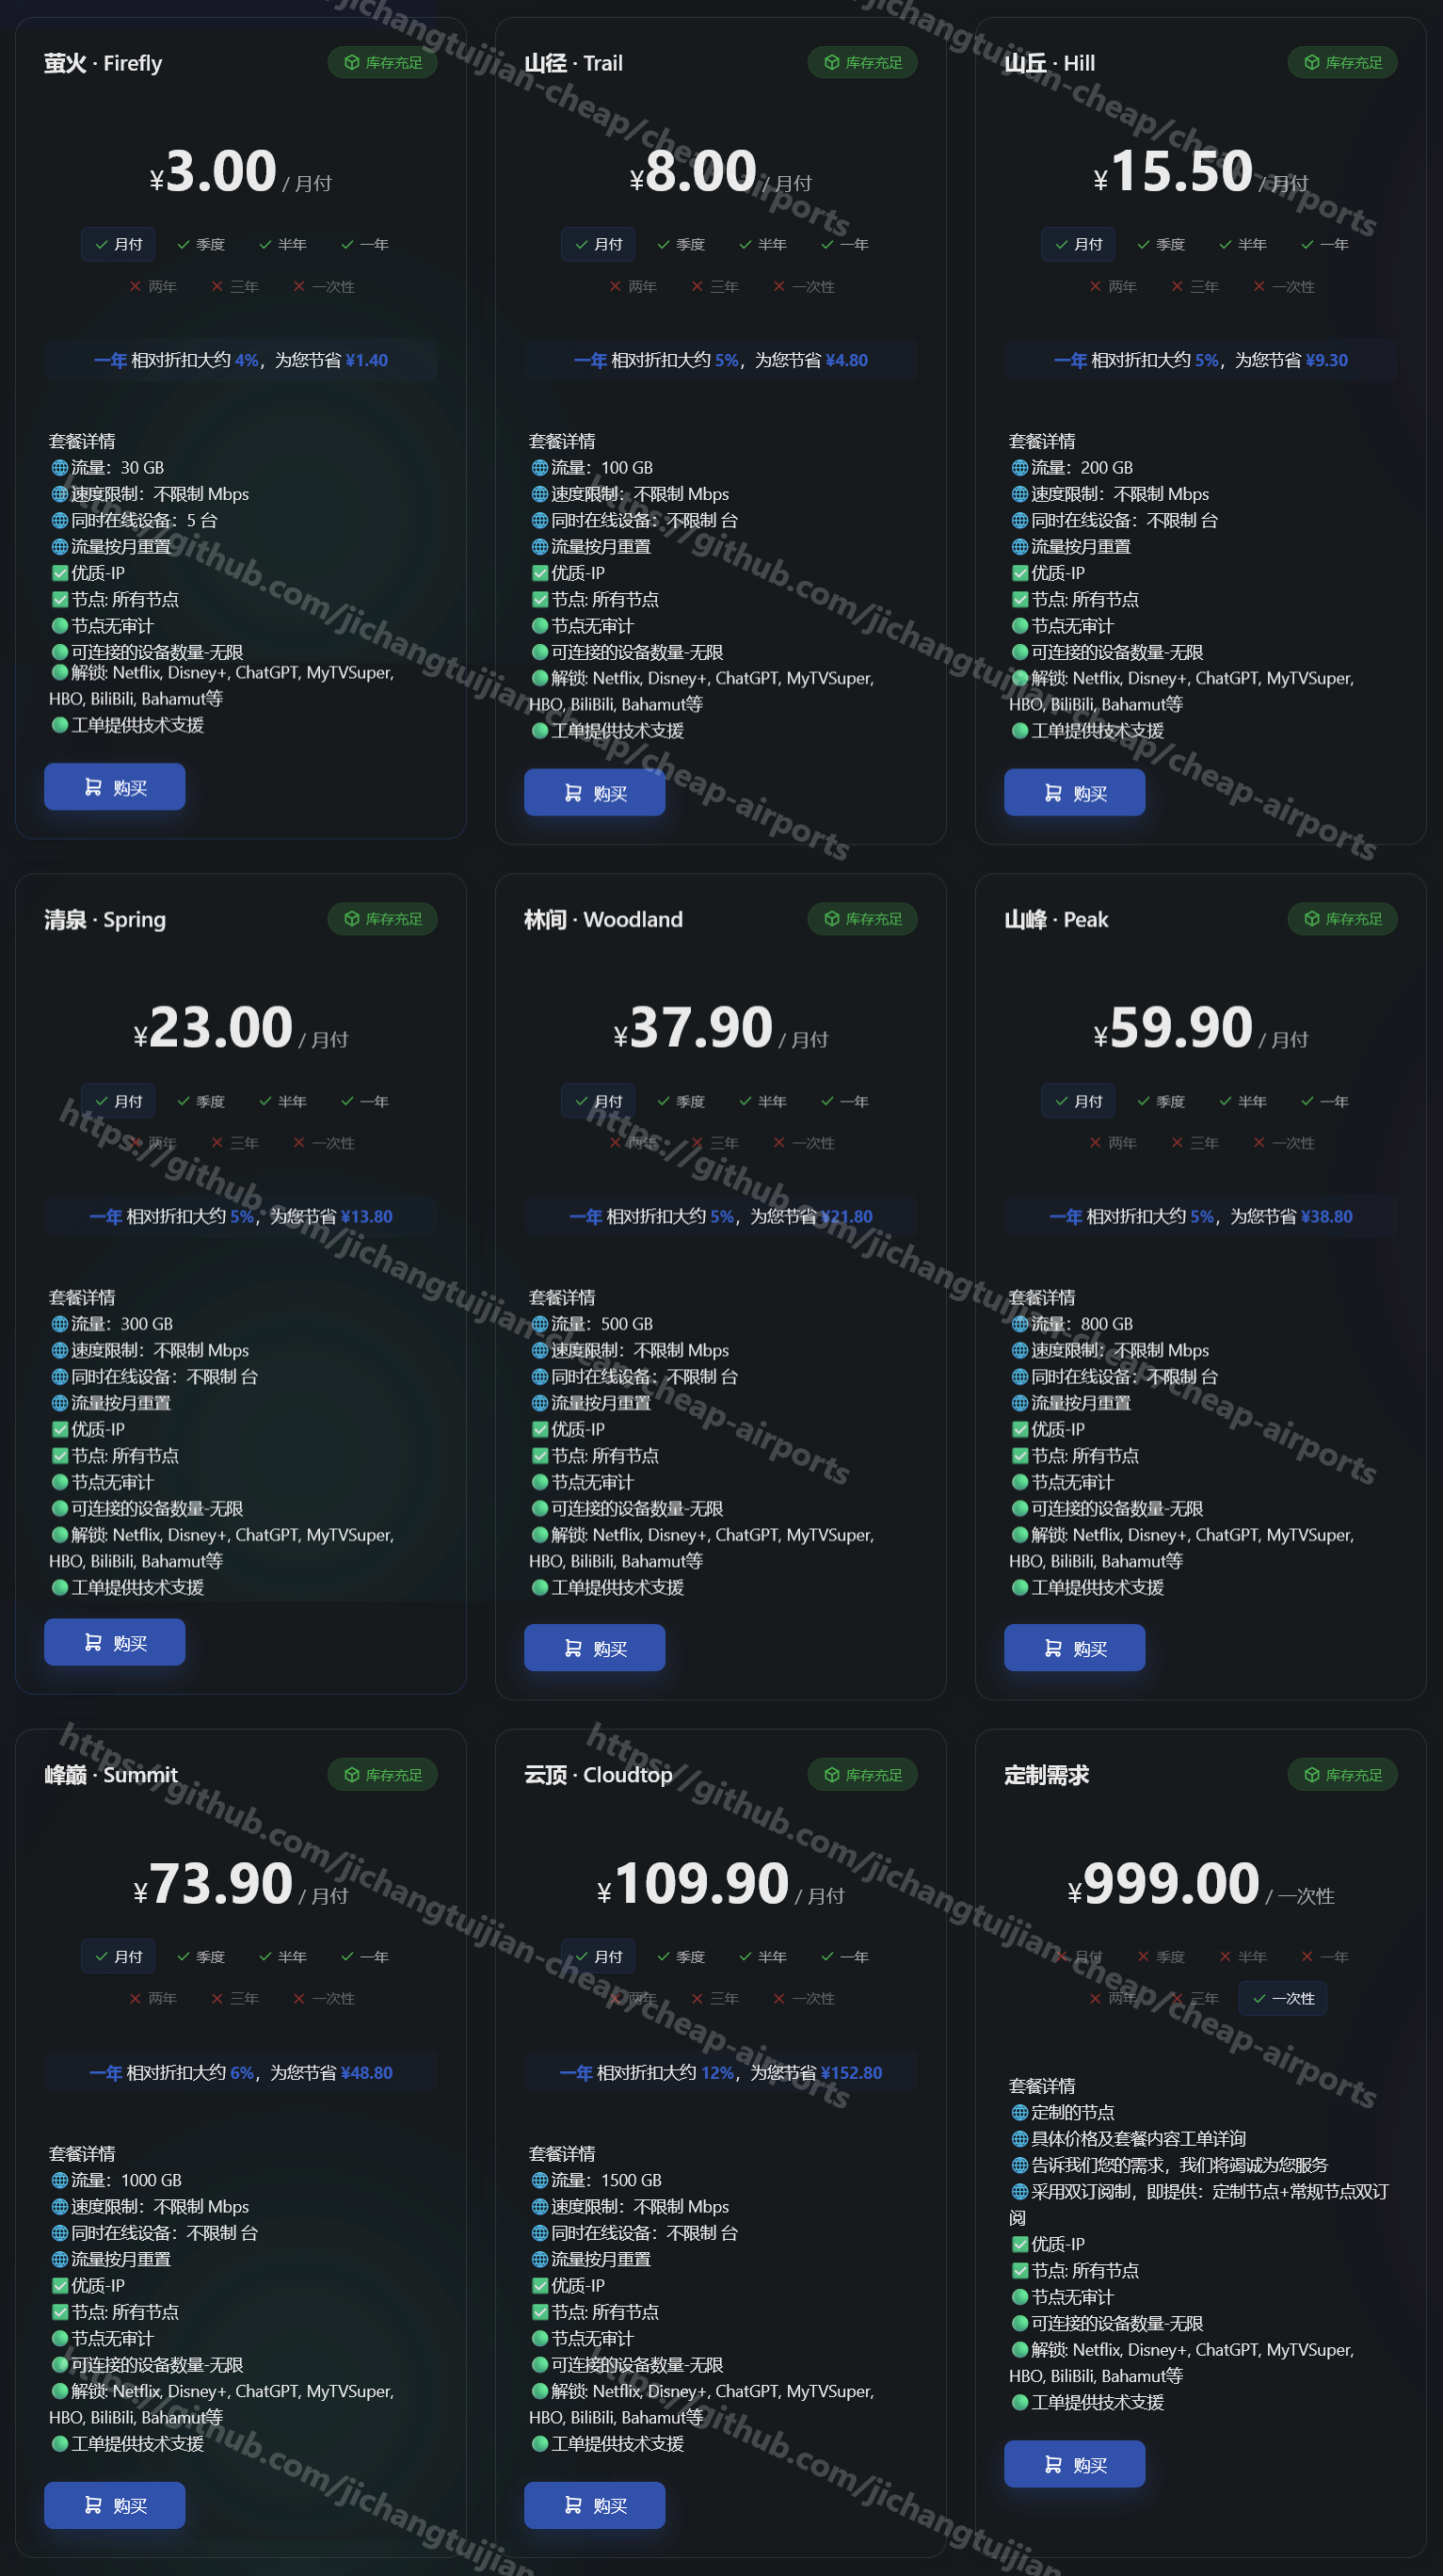 萤火 · Firefly
库存充足
¥3.00 / 月付
月付 季度 半年 一年
两年 三年 一次性
一年 相对折扣大约 4%，为您节省 ¥1.40
套餐详情
流量：30 GB
速度限制：不限制 Mbps
同时在线设备：5 台
流量按月重置
优质-IP
节点: 所有节点
节点无审计
可连接的设备数量-无限
解锁: Netflix, Disney+, ChatGPT, MyTVSuper,
HBO, BiliBili, Bahamut等
工单提供技术支援
购买
山径 · Trail
库存充足
¥8.00 / 月付
月付 季度 半年 一年
两年 三年 一次性
一年 相对折扣大约 5%，为您节省 ¥4.80
套餐详情
流量：100 GB
速度限制：不限制 Mbps
同时在线设备：不限制 台
流量按月重置
优质-IP
节点: 所有节点
节点无审计
可连接的设备数量-无限
解锁: Netflix, Disney+, ChatGPT, MyTVSuper,
HBO, BiliBili, Bahamut等
工单提供技术支援
购买
山丘 · Hill
库存充足
¥15.50 / 月付
月付 季度 半年 一年
两年 三年 一次性
一年 相对折扣大约 5%，为您节省 ¥9.30
套餐详情
流量：200 GB
速度限制：不限制 Mbps
同时在线设备：不限制 台
流量按月重置
优质-IP
节点: 所有节点
节点无审计
可连接的设备数量-无限
解锁: Netflix, Disney+, ChatGPT, MyTVSuper,
HBO, BiliBili, Bahamut等
工单提供技术支援
购买
清泉 · Spring
库存充足
¥23.00 / 月付
月付 季度 半年 一年
两年 三年 一次性
一年 相对折扣大约 5%，为您节省 ¥13.80
套餐详情
流量：300 GB
速度限制：不限制 Mbps
同时在线设备：不限制 台
流量按月重置
优质-IP
节点: 所有节点
节点无审计
可连接的设备数量-无限
解锁: Netflix, Disney+, ChatGPT, MyTVSuper,
HBO, BiliBili, Bahamut等
工单提供技术支援
购买
林间 · Woodland
库存充足
¥37.90 / 月付
月付 季度 半年 一年
两年 三年 一次性
一年 相对折扣大约 5%，为您节省 ¥21.80
套餐详情
流量：500 GB
速度限制：不限制 Mbps
同时在线设备：不限制 台
流量按月重置
优质-IP
节点: 所有节点
节点无审计
可连接的设备数量-无限
解锁: Netflix, Disney+, ChatGPT, MyTVSuper,
HBO, BiliBili, Bahamut等
工单提供技术支援
购买
山峰 · Peak
库存充足
¥59.90 / 月付
月付 季度 半年 一年
两年 三年 一次性
一年 相对折扣大约 5%，为您节省 ¥38.80
套餐详情
流量：800 GB
速度限制：不限制 Mbps
同时在线设备：不限制 台
流量按月重置
优质-IP
节点: 所有节点
节点无审计
可连接的设备数量-无限
解锁: Netflix, Disney+, ChatGPT, MyTVSuper,
HBO, BiliBili, Bahamut等
工单提供技术支援
购买
峰巅 · Summit
库存充足
¥73.90 / 月付
月付 季度 半年 一年
两年 三年 一次性
一年 相对折扣大约 6%，为您节省 ¥48.80
套餐详情
流量：1000 GB
速度限制：不限制 Mbps
同时在线设备：不限制 台
流量按月重置
优质-IP
节点: 所有节点
节点无审计
可连接的设备数量-无限
解锁: Netflix, Disney+, ChatGPT, MyTVSuper,
HBO, BiliBili, Bahamut等
工单提供技术支援
购买
云顶 · Cloudtop
库存充足
¥109.90 / 月付
月付 季度 半年 一年
两年 三年 一次性
一年 相对折扣大约 12%，为您节省 ¥152.80
套餐详情
流量：1500 GB
速度限制：不限制 Mbps
同时在线设备：不限制 台
流量按月重置
优质-IP
节点: 所有节点
节点无审计
可连接的设备数量-无限
解锁: Netflix, Disney+, ChatGPT, MyTVSuper,
HBO, BiliBili, Bahamut等
工单提供技术支援
购买
定制需求
库存充足
¥999.00 / 一次性
月付 季度 半年 一年
两年 三年 一次性
套餐详情
定制的节点
具体价格及套餐内容工单详询
告诉我们您的需求，我们将竭诚为您服务
采用双订阅制，即提供：定制节点+常规节点双订
阅
优质-IP
节点: 所有节点
节点无审计
可连接的设备数量-无限
解锁: Netflix, Disney+, ChatGPT, MyTVSuper,
HBO, BiliBili, Bahamut等
工单提供技术支援
购买
https://github.com/jichangtuijian-cheap/cheap-airports